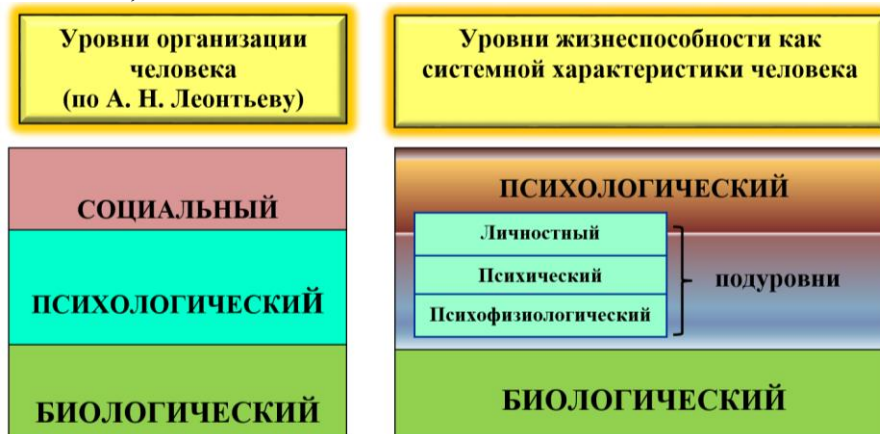 Уровни организации
человека
(по А. Н. Леонтьеву)
СОЦИАЛЬНЫЙ
ПСИХОЛОГИЧЕСКИЙ
БИОЛОГИЧЕСКИЙ
Уровни жизнеспособности как
системной характеристики человека
ПСИХОЛОГИЧЕСКИЙ
Личностный
Психический
Психофизиологический
подуровни
БИОЛОГИЧЕСКИЙ